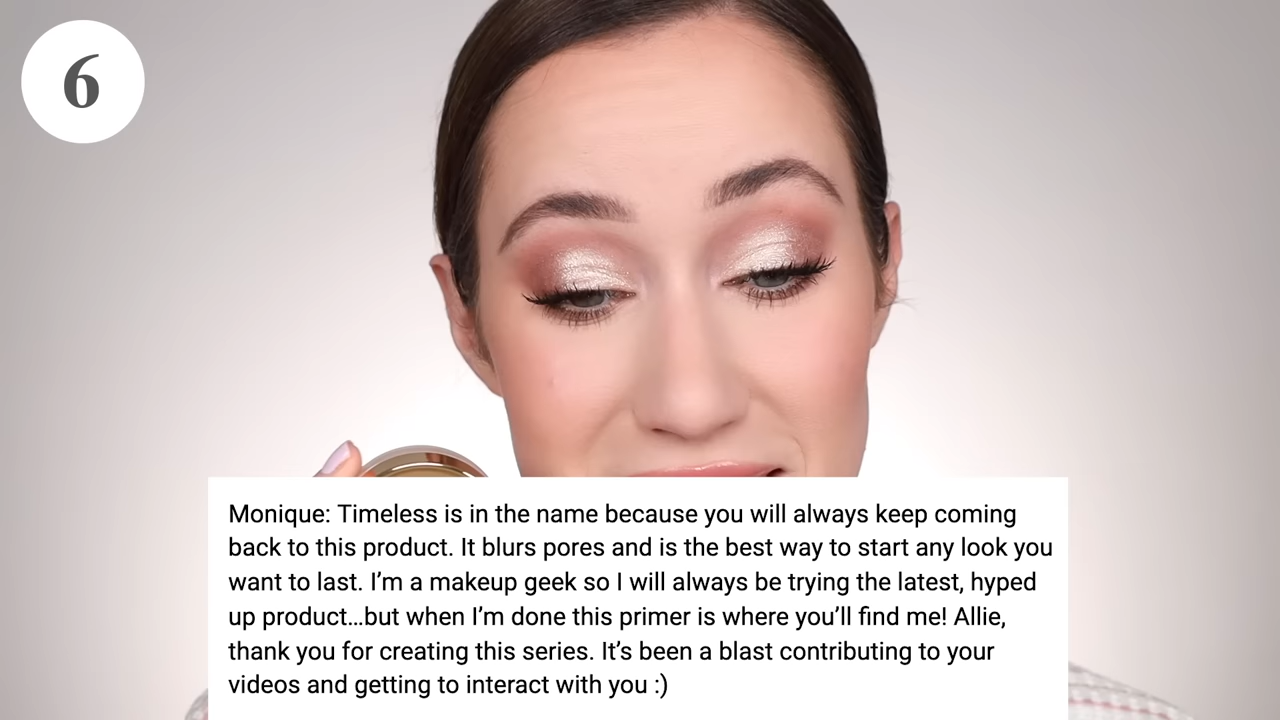 6
Monique: Timeless is in the name because you will always keep coming
back to this product. It blurs pores and is the best way to start any look you
want to last. I’m a makeup geek so I will always be trying the latest, hyped
up product…but when I’m done this primer is where you’ll find me! Allie,
thank you for creating this series. It’s been a blast contributing to your
videos and getting to interact with you :)